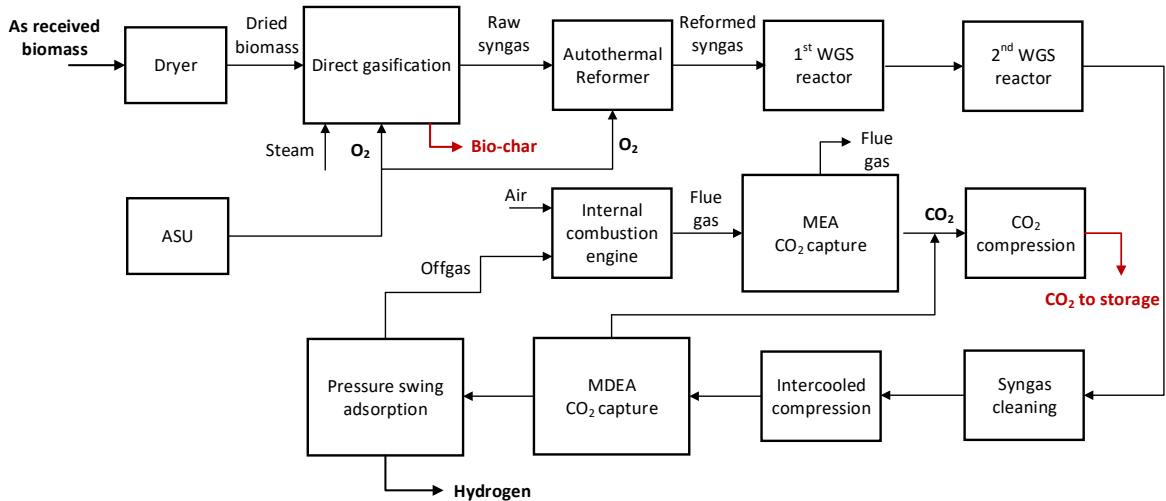 As received
biomass
Dryer
Dried
biomass
Direct gasification
Raw
syngas
Autothermal
Reformer
Reformed
syngas
1st WGS
reactor
2nd WGS
reactor
Steam
O2
Bio-char
O2
ASU
Air
Internal
combustion
engine
Flue
gas
MEA
CO2 capture
Flue
gas
CO2
CO2
compression
CO2 to storage
Offgas
Pressure swing
adsorption
MDEA
CO2 capture
Intercooled
compression
Syngas
cleaning
Hydrogen